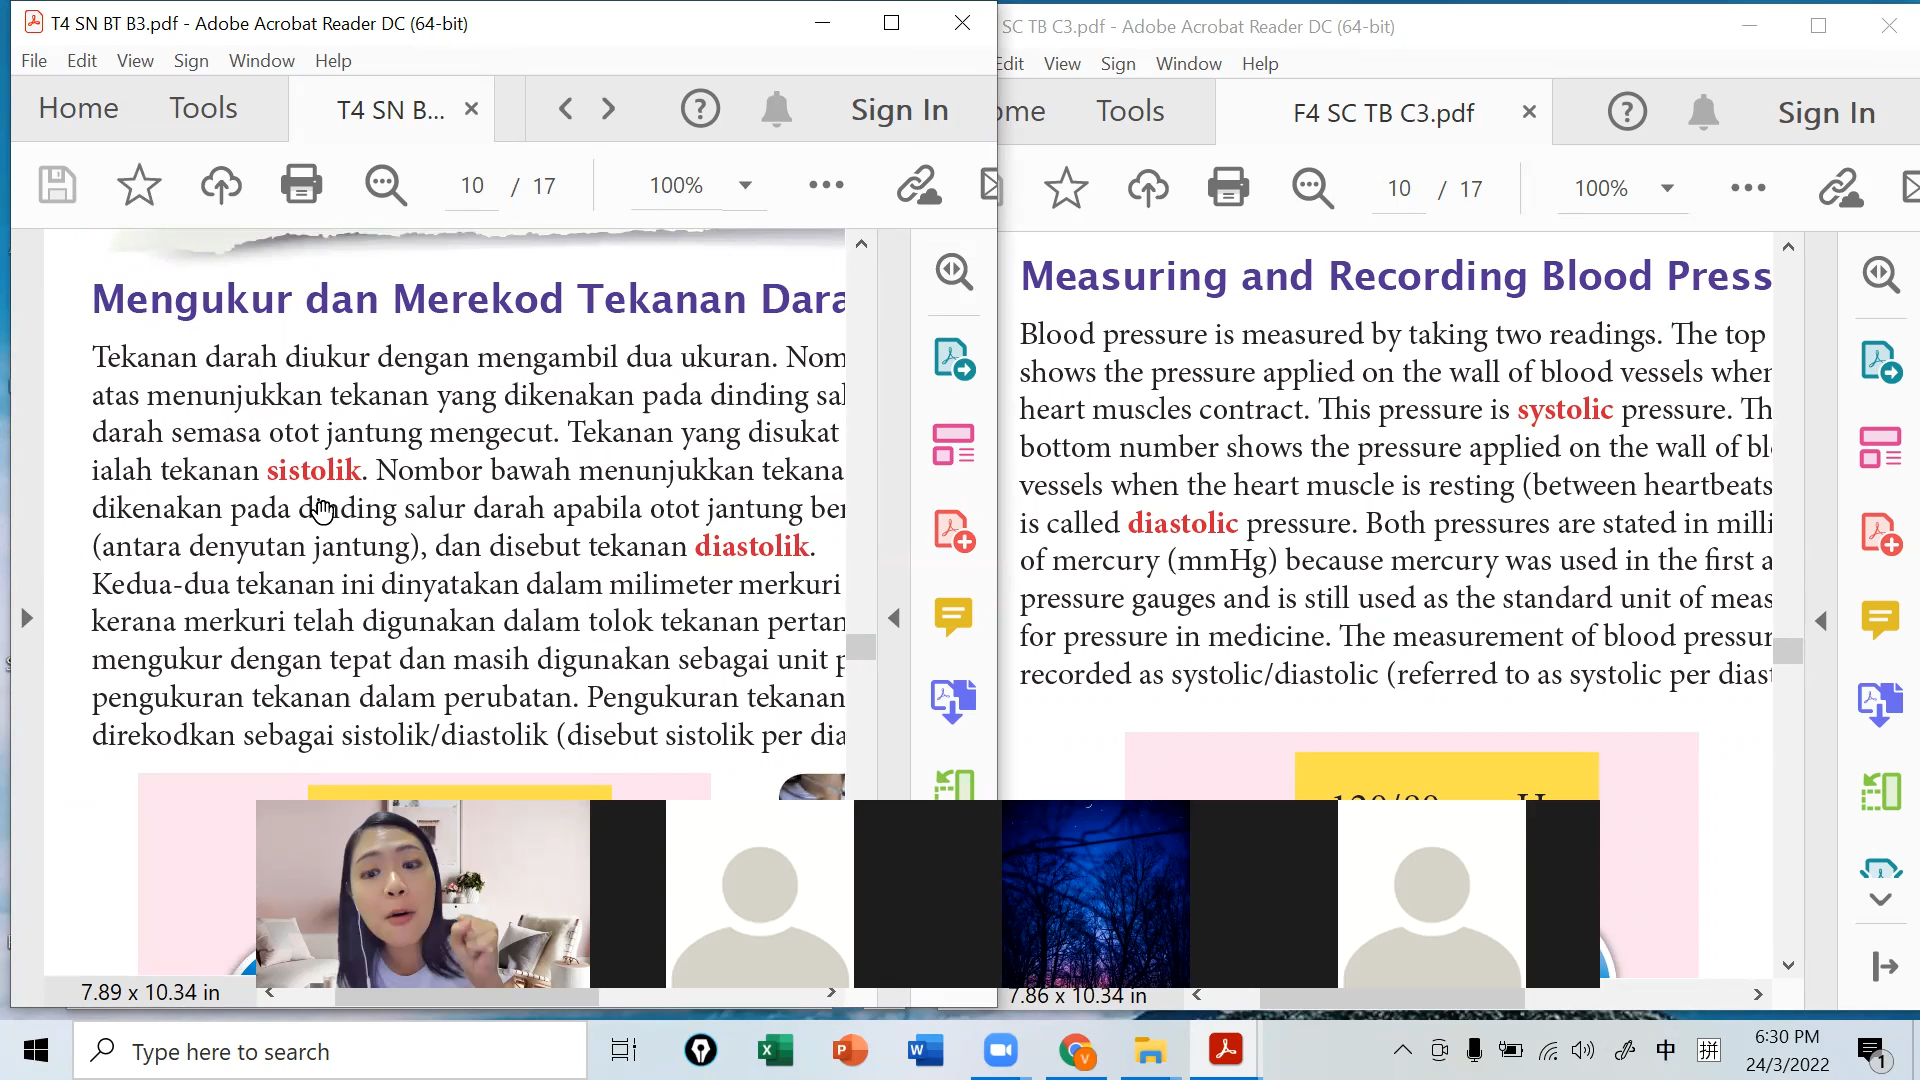 T4 SN BT B3.pdf - Adobe Acrobat Reader DC (64-bit)
File Edit View Sign Window Help
Home Tools T4 SN B... Sign In
10 / 17 100%
Mengukur dan Merekod Tekanan Dara
Tekanan darah diukur dengan mengambil dua ukuran. Nom
atas menunjukkan tekanan yang dikenakan pada dinding sal
darah semasa otot jantung mengecut. Tekanan yang disukat
ialah tekanan sistolik. Nombor bawah menunjukkan tekana
dikenakan pada dinding salur darah apabila otot jantung ber
(antara denyutan jantung), dan disebut tekanan diastolik.
Kedua-dua tekanan ini dinyatakan dalam milimeter merkuri
kerana merkuri telah digunakan dalam tolok tekanan pertam
mengukur dengan tepat dan masih digunakan sebagai unit p
pengukuran tekanan dalam perubatan. Pengukuran tekanan
direkodkan sebagai sistolik/diastolik (disebut sistolik per dia
7.89 x 10.34 in
SC TB C3.pdf - Adobe Acrobat Reader DC (64-bit)
Edit View Sign Window Help
ome Tools F4 SC TB C3.pdf Sign In
10 / 17 100%
Measuring and Recording Blood Press
Blood pressure is measured by taking two readings. The top
shows the pressure applied on the wall of blood vessels when
heart muscles contract. This pressure is systolic pressure. Th
bottom number shows the pressure applied on the wall of bl
vessels when the heart muscle is resting (between heartbeats
is called diastolic pressure. Both pressures are stated in milli
of mercury (mmHg) because mercury was used in the first a
pressure gauges and is still used as the standard unit of meas
for pressure in medicine. The measurement of blood pressur
recorded as systolic/diastolic (referred to as systolic per dias
7.86 x 10.34 in
Type here to search
中 拼
6:30 PM
24/3/2022
1